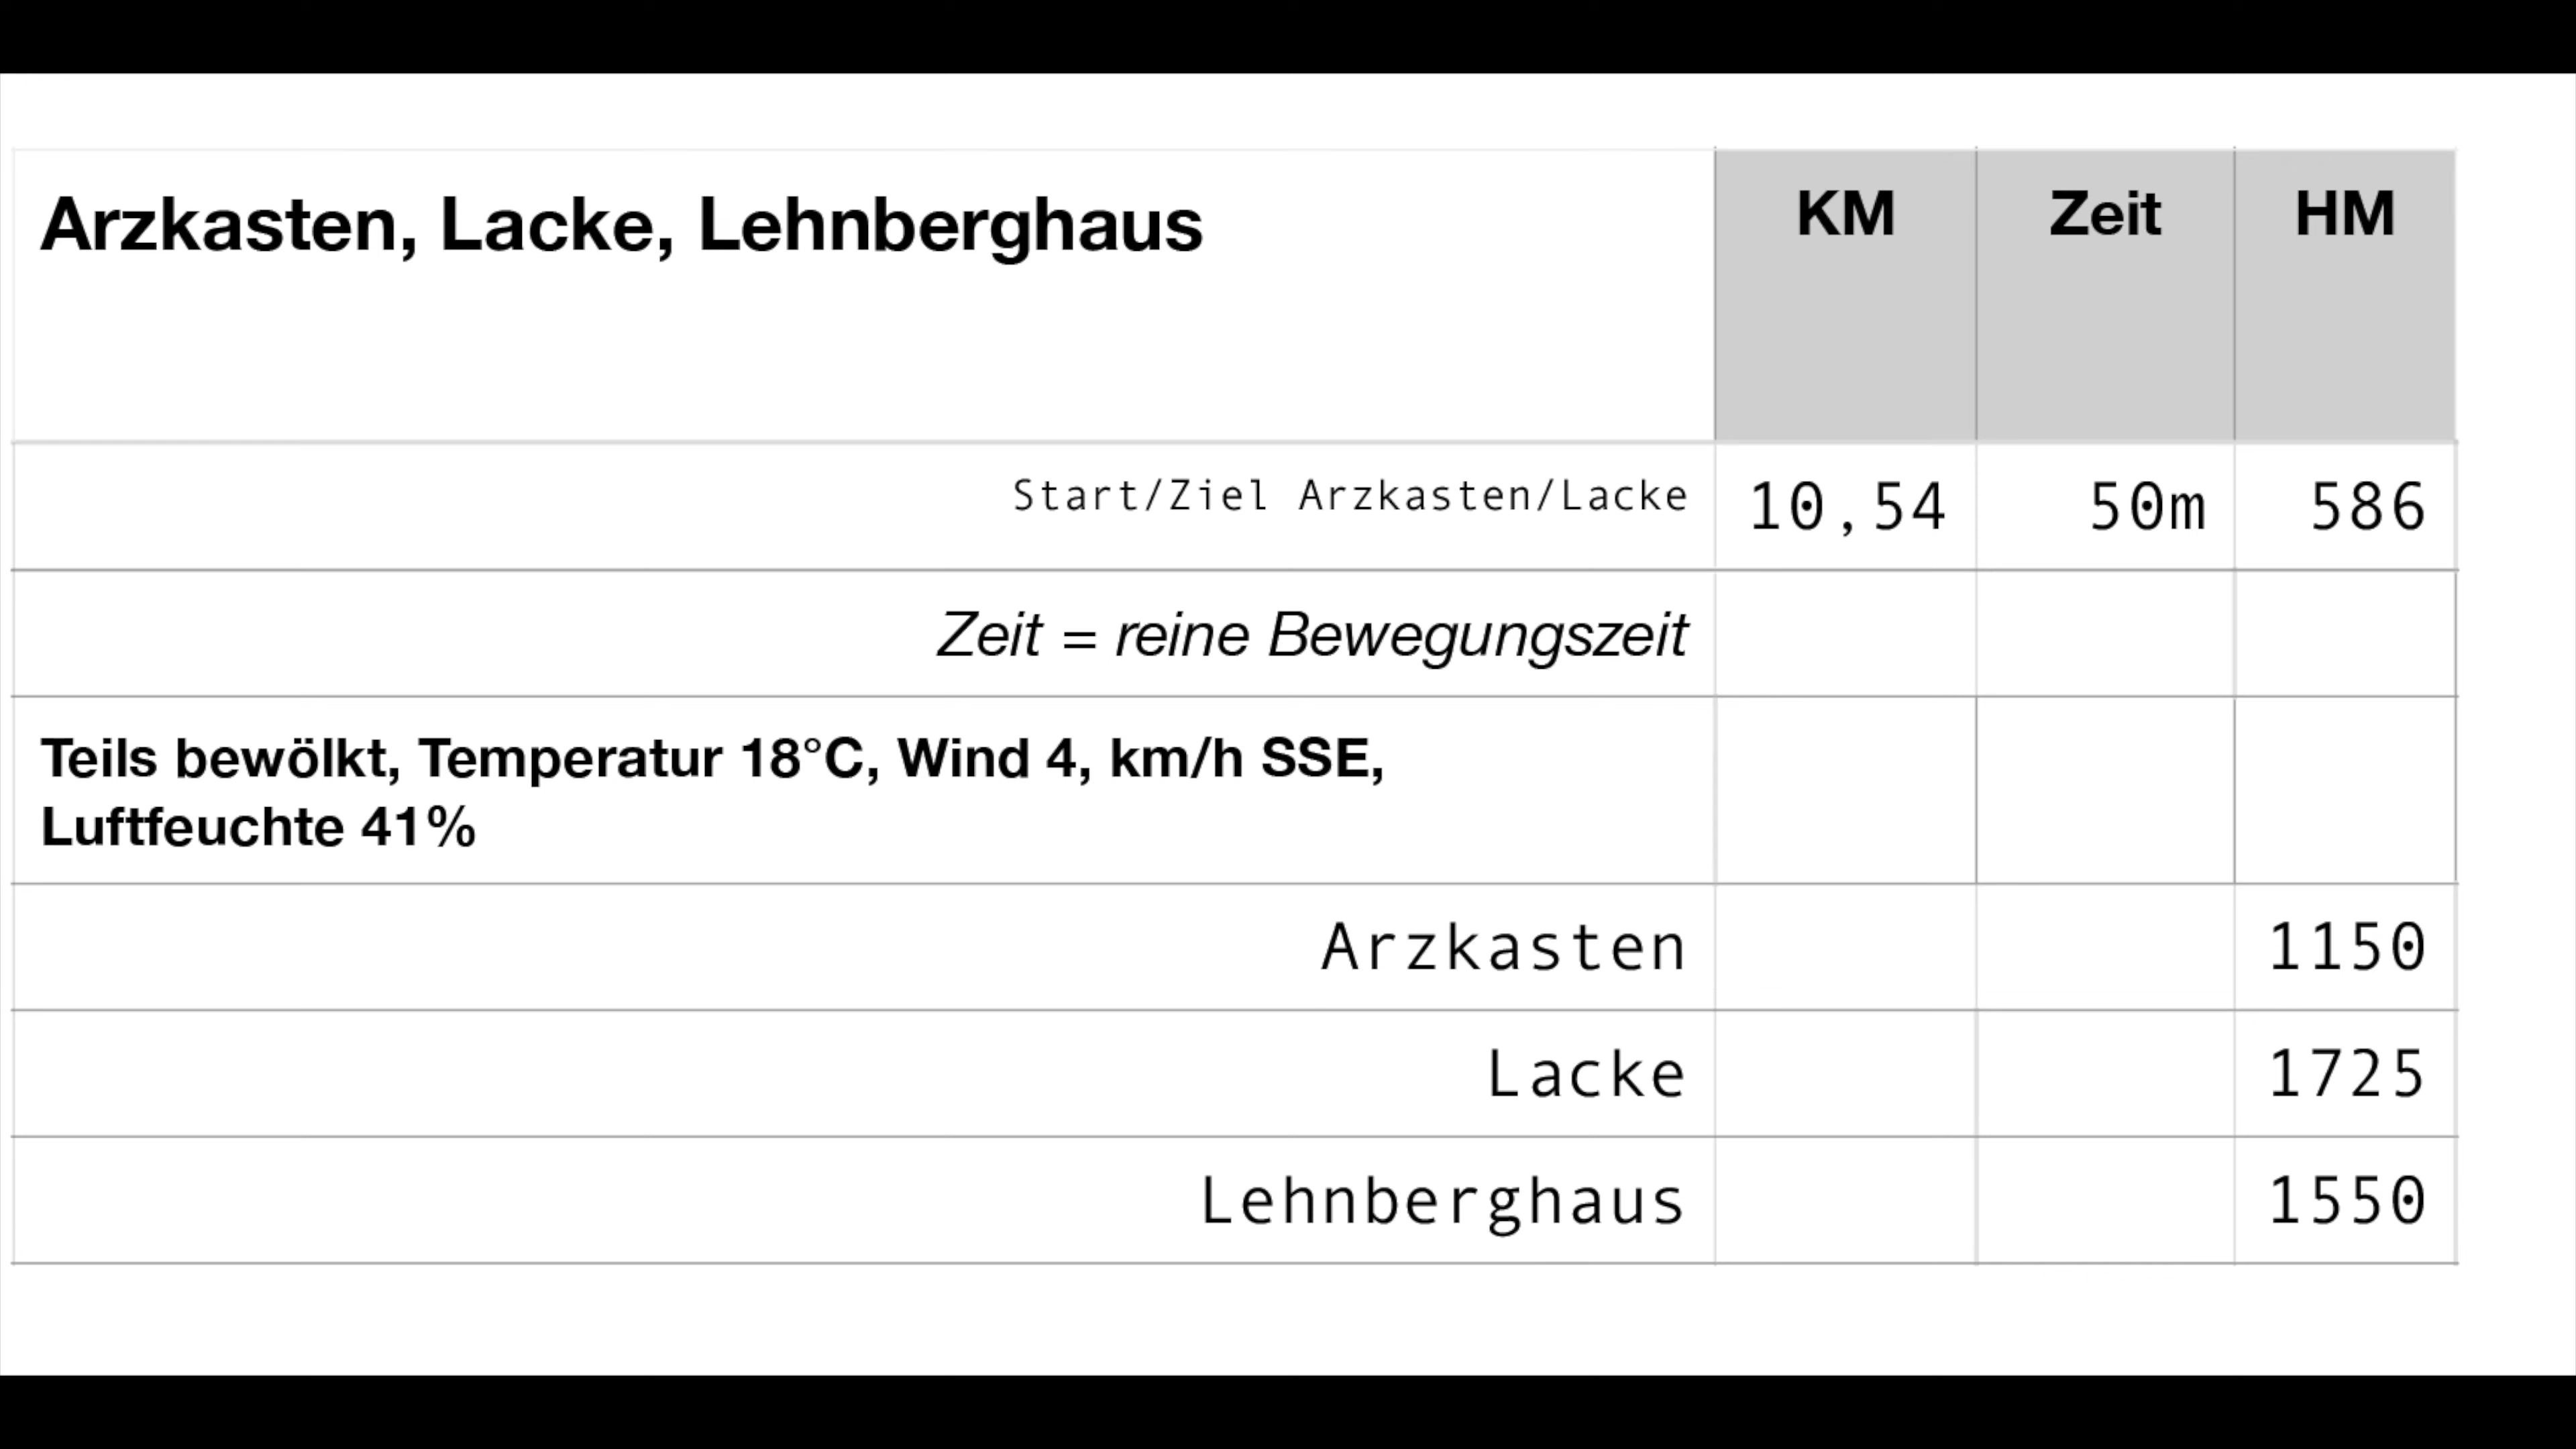 Arzkasten, Lacke, Lehnberghaus KM Zeit HM
Start/Ziel Arzkasten/Lacke 10,54 50m 586
Zeit = reine Bewegungszeit
Teils bewölkt, Temperatur 18°C, Wind 4, km/h SSE,
Luftfeuchte 41%
Arzkasten 1150
Lacke 1725
Lehnberghaus 1550